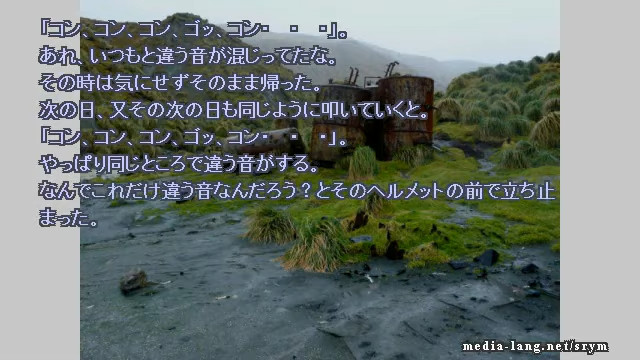 「コン、コン、コン、ゴッ、コン・　・　・」。
あれ、いつもと違う音が混じってたな。
その時は気にせずそのまま帰った。
次の日、又その次の日も同じように叩いていくと。
「コン、コン、コン、ゴッ、コン・　・　・」。
やっぱり同じところで違う音がする。
なんでこれだけ違う音なんだろう？とそのヘルメットの前で立ち止
まった。
media-lang.net/srym